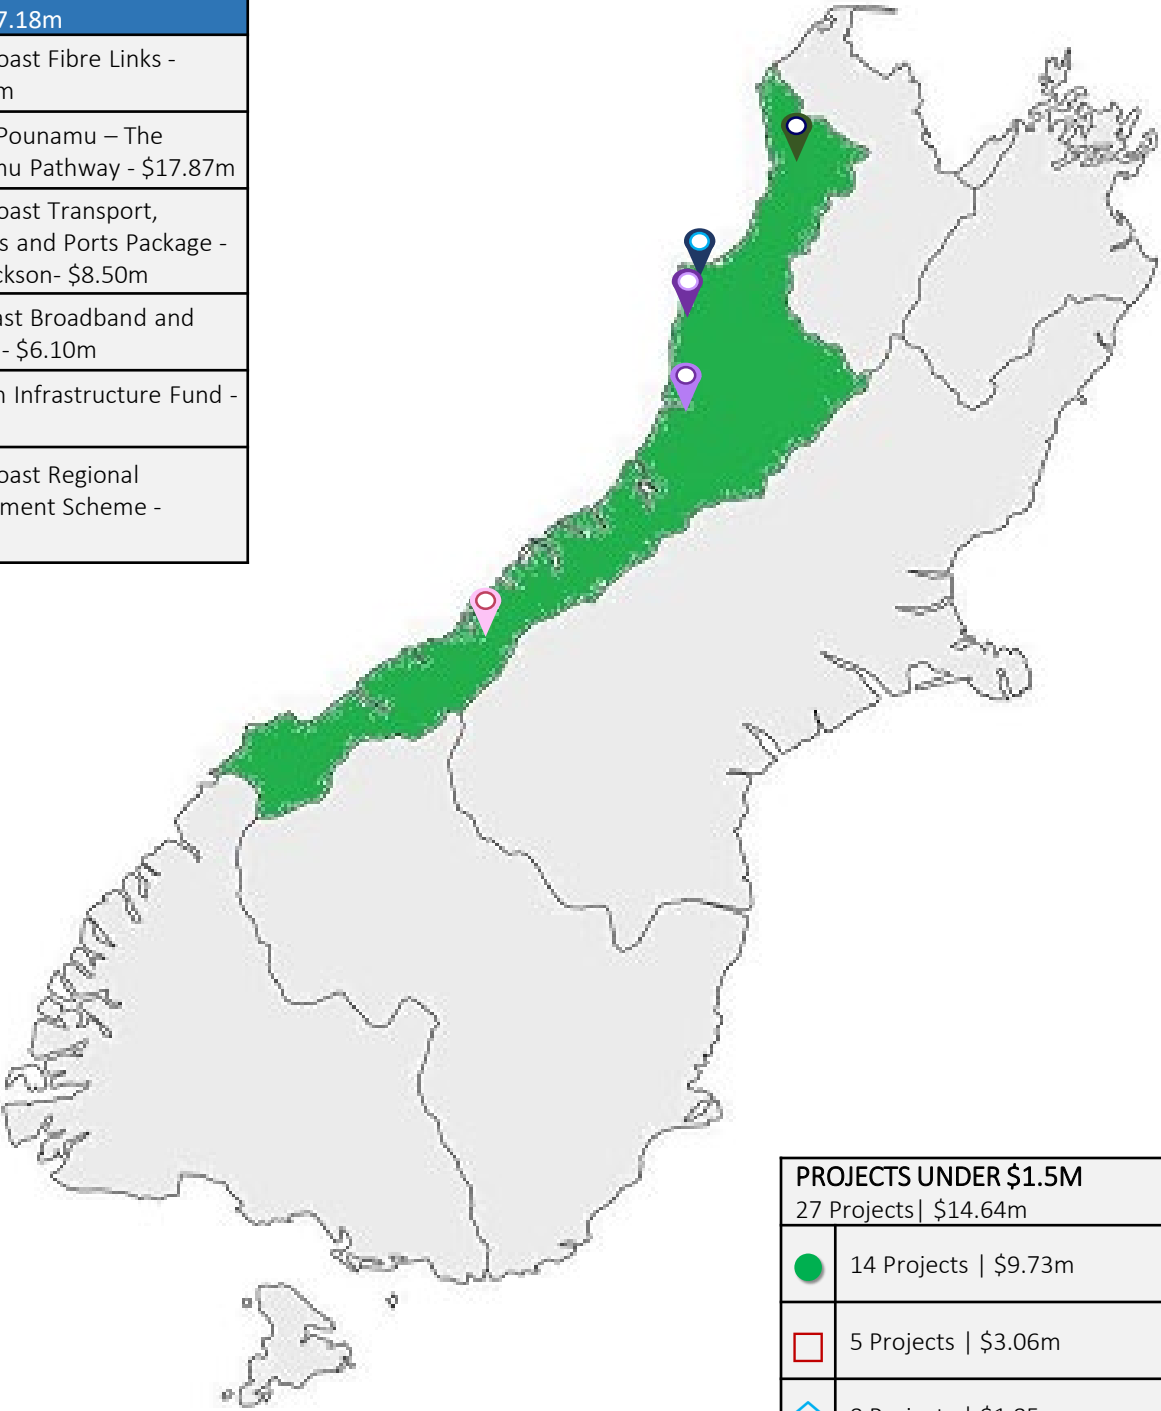 7.18m
oast Fibre Links -
m
Pounamu – The
nu Pathway - $17.87m
oast Transport,
s and Ports Package -
ckson- $8.50m
ast Broadband and
- $6.10m
n Infrastructure Fund -
oast Regional
ment Scheme -
PROJECTS UNDER $1.5M
27 Projects| $14.64m
14 Projects | $9.73m
5 Projects | $3.06m